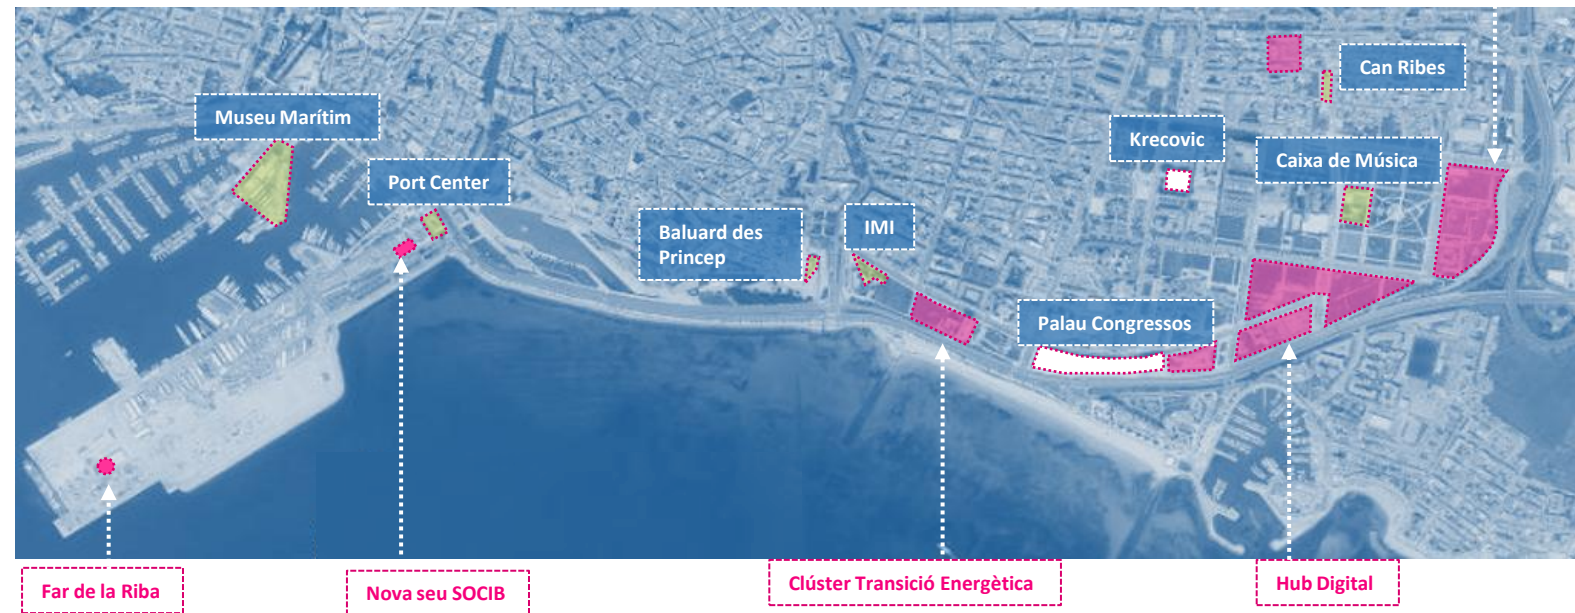 Can Ribes
Museu Marítim
Krecovic
Caixa de Música
Port Center
Baluard des
Princep
IMI
Palau Congressos
Far de la Riba
Nova seu SOCIB
Clúster Transició Energètica
Hub Digital